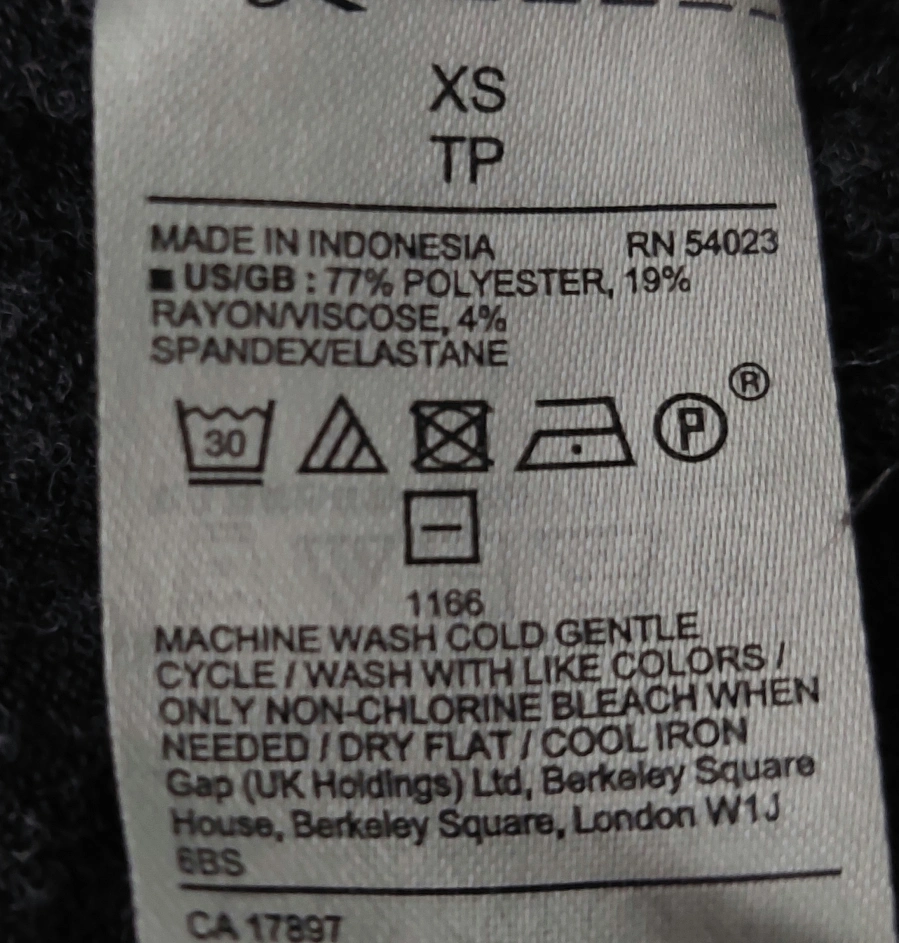 XS
TP
MADE IN INDONESIA RN 54023
■ US/GB : 77% POLYESTER, 19%
RAYON/VISCOSE, 4%
SPANDEX/ELASTANE
®
30 P
1166
MACHINE WASH COLD GENTLE
CYCLE / WASH WITH LIKE COLORS /
ONLY NON-CHLORINE BLEACH WHEN
NEEDED / DRY FLAT / COOL IRON
Gap (UK Holdings) Ltd, Berkeley Square
House, Berkeley Square, London W1J
6BS
CA 17897